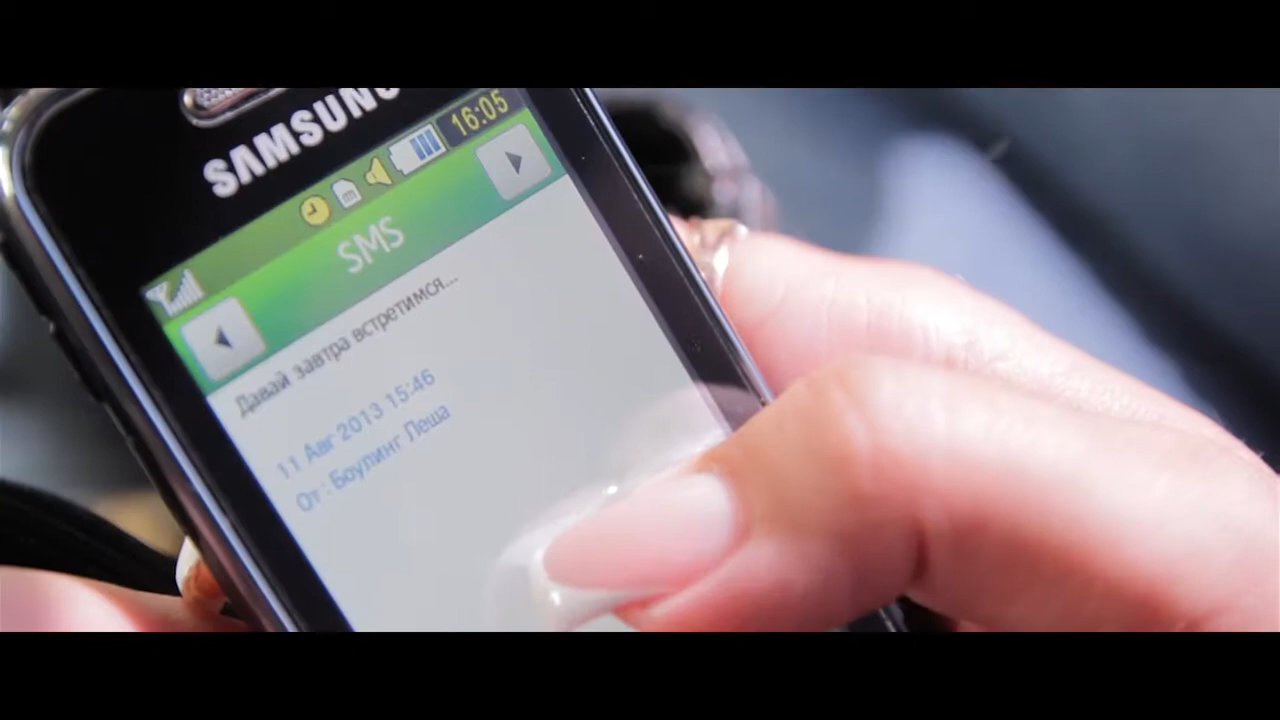 SAMSUNG
16:05
SMS
Давай завтра встретимся...
11 Авг 2013 15:46
От : Боулинг Леша